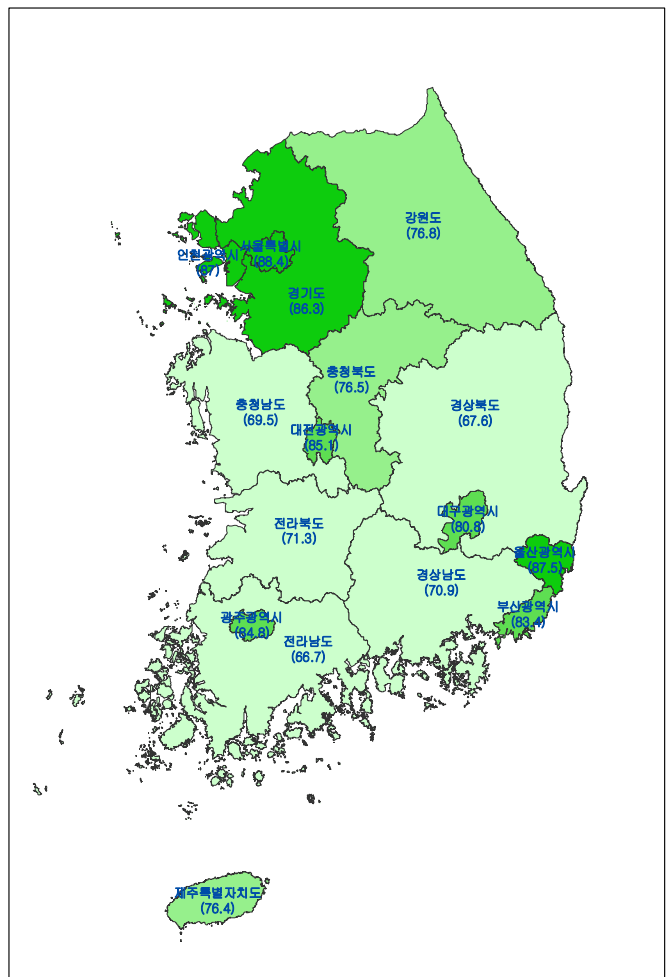 강원도
(76.8)
서울특별시
(88.4)
인천광역시
(87)
경기도
(86.3)
충청북도
(76.5)
충청남도
(69.5)
경상북도
(67.6)
대전광역시
(85.1)
대구광역시
(80.8)
전라북도
(71.3)
울산광역시
(87.5)
경상남도
(70.9)
부산광역시
(83.4)
광주광역시
(84.8)
전라남도
(66.7)
제주특별자치도
(76.4)